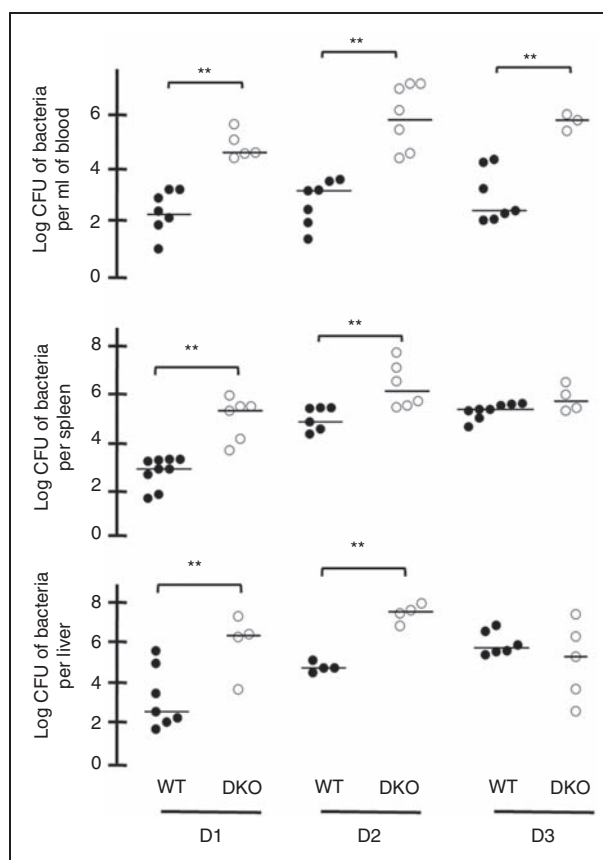 Log CFU of bacteria
per ml of blood
6
4
2
0
**
**
**
Log CFU of bacteria
per spleen
8
6
4
2
0
**
**
Log CFU of bacteria
per liver
8
6
4
2
0
**
**
WT DKO WT DKO WT DKO
D1 D2 D3